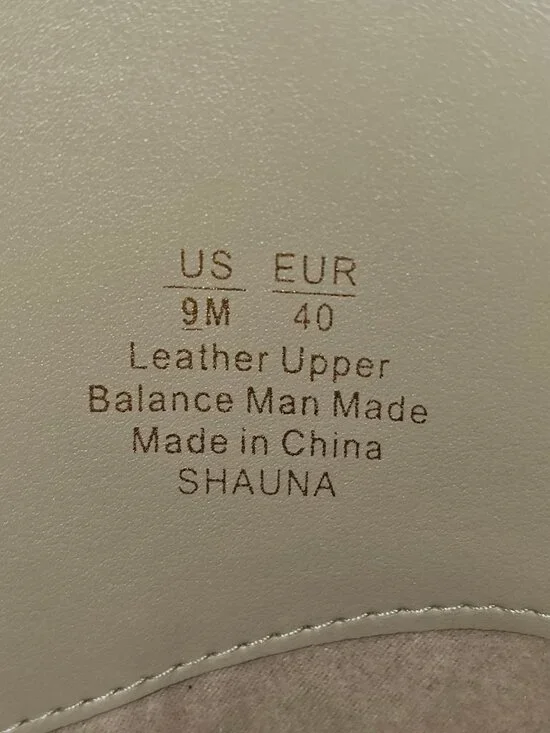 US EUR
9M 40
Leather Upper
Balance Man Made
Made in China
SHAUNA